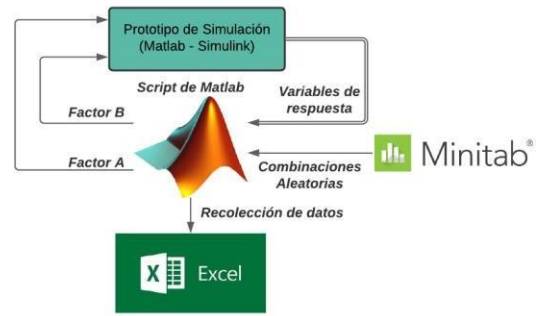 Prototipo de Simulación
(Matlab - Simulink)
Script de Matlab
Variables de
respuesta
Factor B
Factor A
Combinaciones
Aleatorias
Minitab®
Recolección de datos
X
Excel